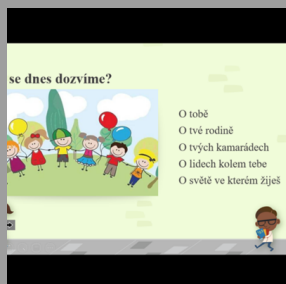 se dnes dozvíme?
O tobě
O tvé rodině
O tvých kamarádech
O lidech kolem tebe
O světě ve kterém žiješ